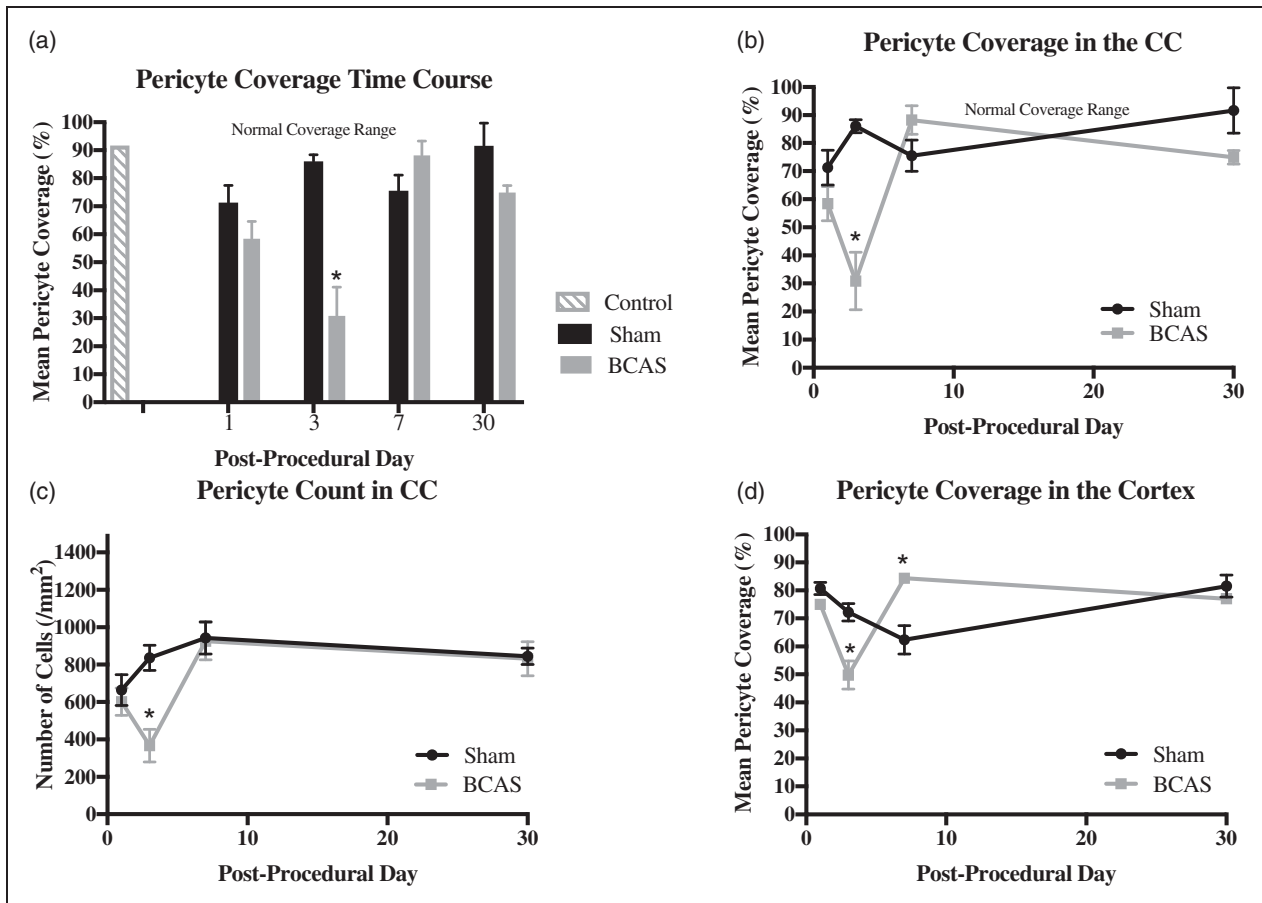 (a)
Pericyte Coverage Time Course
Mean Pericyte Coverage (%)
100
90
80
70
60
50
40
30
20
10
0
Normal Coverage Range
*
1
3
7
30
Post-Procedural Day
Control
Sham
BCAS
(b)
Pericyte Coverage in the CC
Mean Pericyte Coverage (%)
100
90
80
70
60
50
40
30
20
10
0
Normal Coverage Range
*
Sham
BCAS
0
10
20
30
Post-Procedural Day
(c)
Pericyte Count in CC
Number of Cells (/mm²)
1400
1200
1000
800
600
400
200
0
*
Sham
BCAS
0
10
20
30
Post-Procedural Day
(d)
Pericyte Coverage in the Cortex
Mean Pericyte Coverage (%)
100
90
80
70
60
50
40
30
20
10
0
*
*
Sham
BCAS
0
10
20
30
Post-Procedural Day